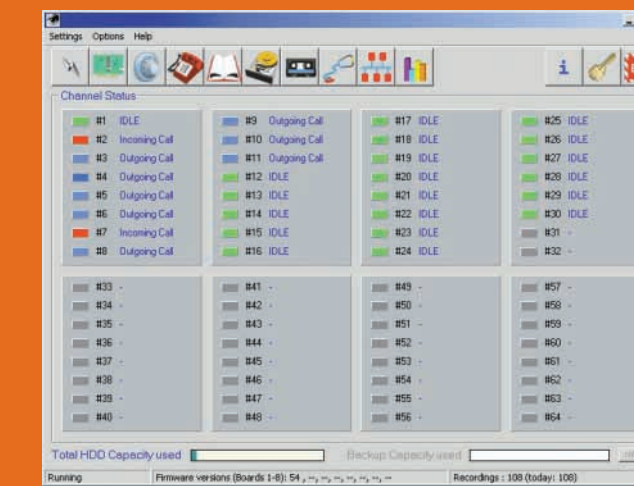 Settings Options Help
i
Channel Status
#1 IDLE
#2 Incoming Call
#3 Outgoing Call
#4 Outgoing Call
#5 Outgoing Call
#6 Outgoing Call
#7 Incoming Call
#8 Outgoing Call
#9 Outgoing Call
#10 Outgoing Call
#11 Outgoing Call
#12 IDLE
#13 IDLE
#14 IDLE
#15 IDLE
#16 IDLE
#17 IDLE
#18 IDLE
#19 IDLE
#20 IDLE
#21 IDLE
#22 IDLE
#23 IDLE
#24 IDLE
#25 IDLE
#26 IDLE
#27 IDLE
#28 IDLE
#29 IDLE
#30 IDLE
#31 -
#32 -
#33 -
#34 -
#35 -
#36 -
#37 -
#38 -
#39 -
#40 -
#41 -
#42 -
#43 -
#44 -
#45 -
#46 -
#47 -
#48 -
#49 -
#50 -
#51 -
#52 -
#53 -
#54 -
#55 -
#56 -
#57 -
#58 -
#59 -
#60 -
#61 -
#62 -
#63 -
#64 -
Total HDD Capacity used
Backup Capacity used
Running
Firmware versions (Boards 1-8): 54 , --, --, --, --, --, --, --
Recordings : 108 (today: 108)